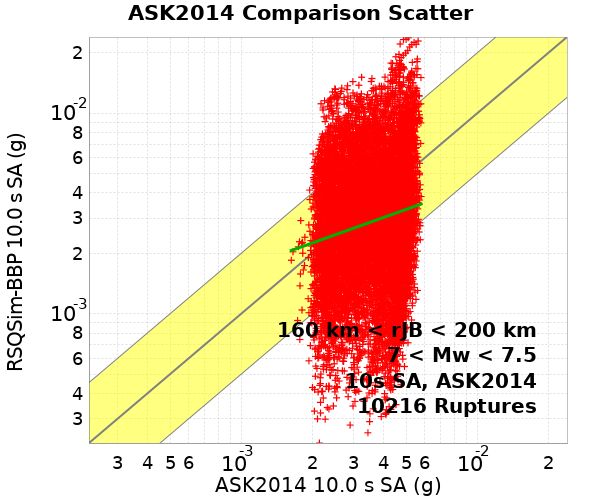 ASK2014 Comparison Scatter
RSQSim-BBP 10.0 s SA (g)
2
10-2
8
6
4
3
2
10-3
8
6
4
3
160 km < rJB < 200 km
7 < Mw < 7.5
10s SA, ASK2014
10216 Ruptures
3 4 5 6 10-3 2 3 4 5 6 10-2 2
ASK2014 10.0 s SA (g)